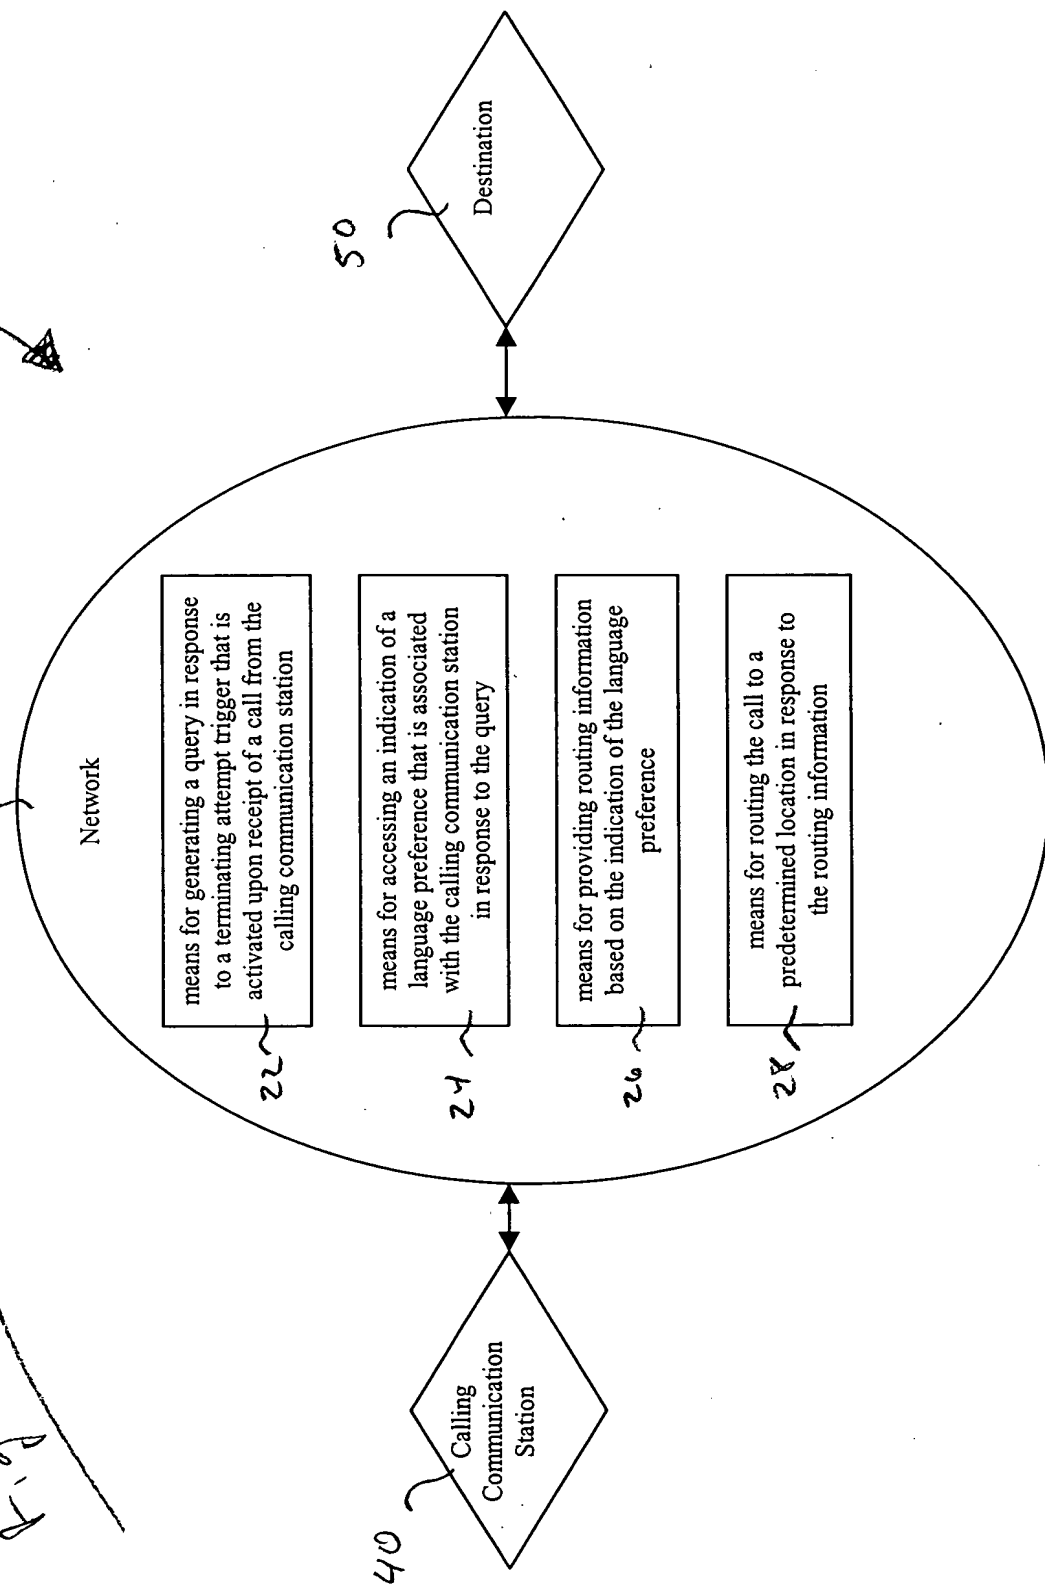 Network
means for generating a query in response
to a terminating attempt trigger that is
activated upon receipt of a call from the
calling communication station
22
means for accessing an indication of a
language preference that is associated
with the calling communication station
in response to the query
24
means for providing routing information
based on the indication of the language
preference
26
means for routing the call to a
predetermined location in response to
the routing information
28
Calling
Communication
Station
40
Destination
50
Fig